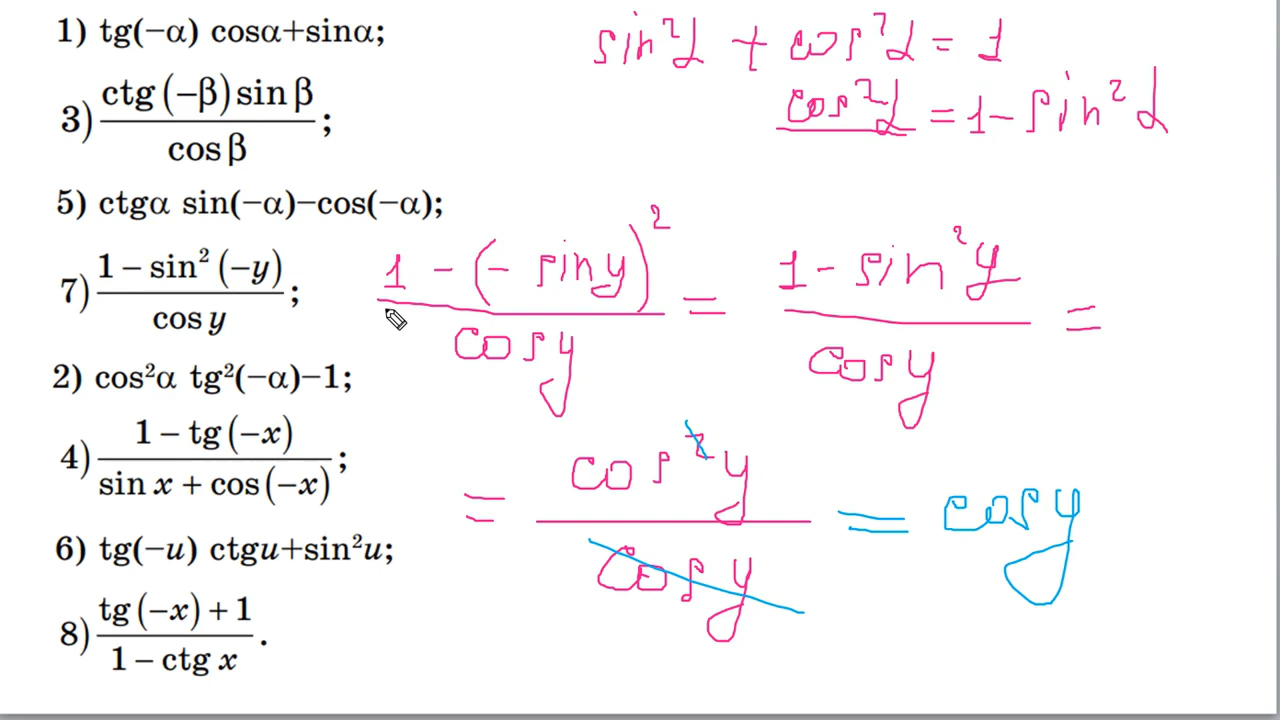 1) tg(−α) cosα+sinα;
3) ctg(−β)sinβ / cosβ;
5) ctgα sin(−α)−cos(−α);
7) 1−sin²(−y) / cos y;
2) cos²α tg²(−α)−1;
4) 1−tg(−x) / sin x+cos(−x);
6) tg(−u) ctgu+sin²u;
8) tg(−x)+1 / 1−ctg x.
sin²α + cos²α = 1
cos²α = 1 − sin²α
1 − (− sin y)² / cos y = 1 − sin²y / cos y =
= cos²y / cos y = cos y